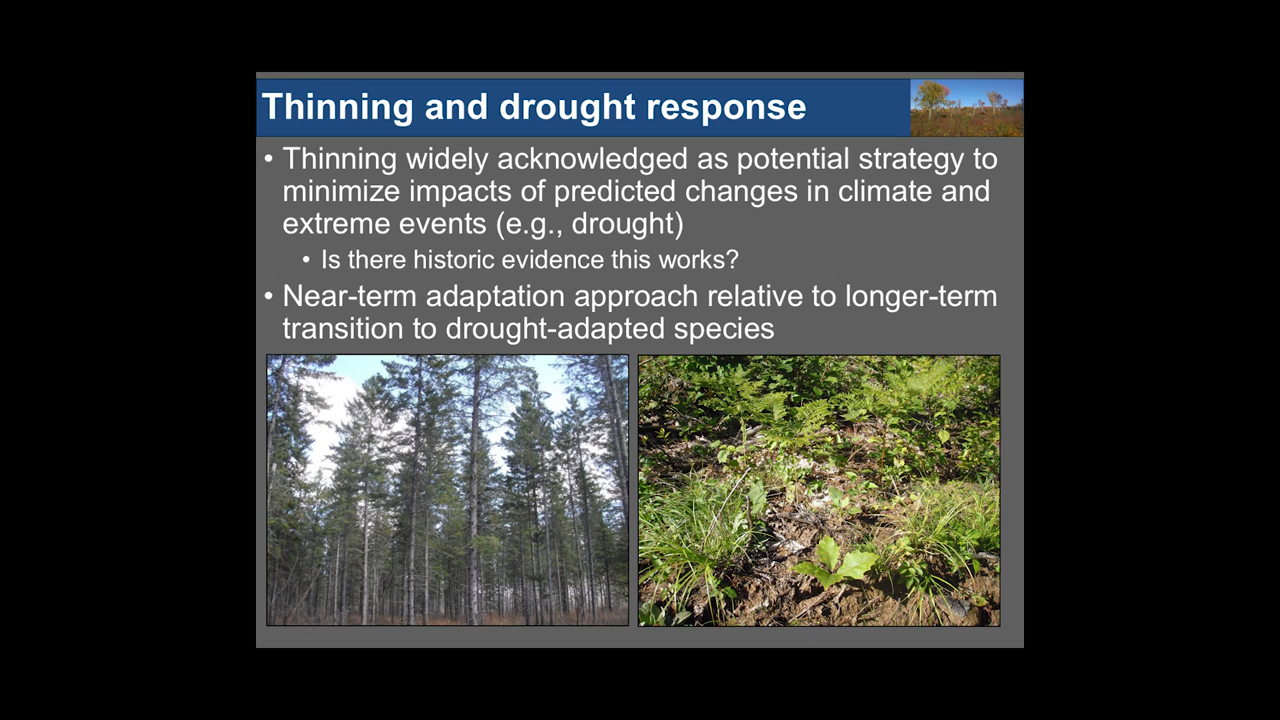 Thinning and drought response
• Thinning widely acknowledged as potential strategy to
minimize impacts of predicted changes in climate and
extreme events (e.g., drought)
• Is there historic evidence this works?
• Near-term adaptation approach relative to longer-term
transition to drought-adapted species